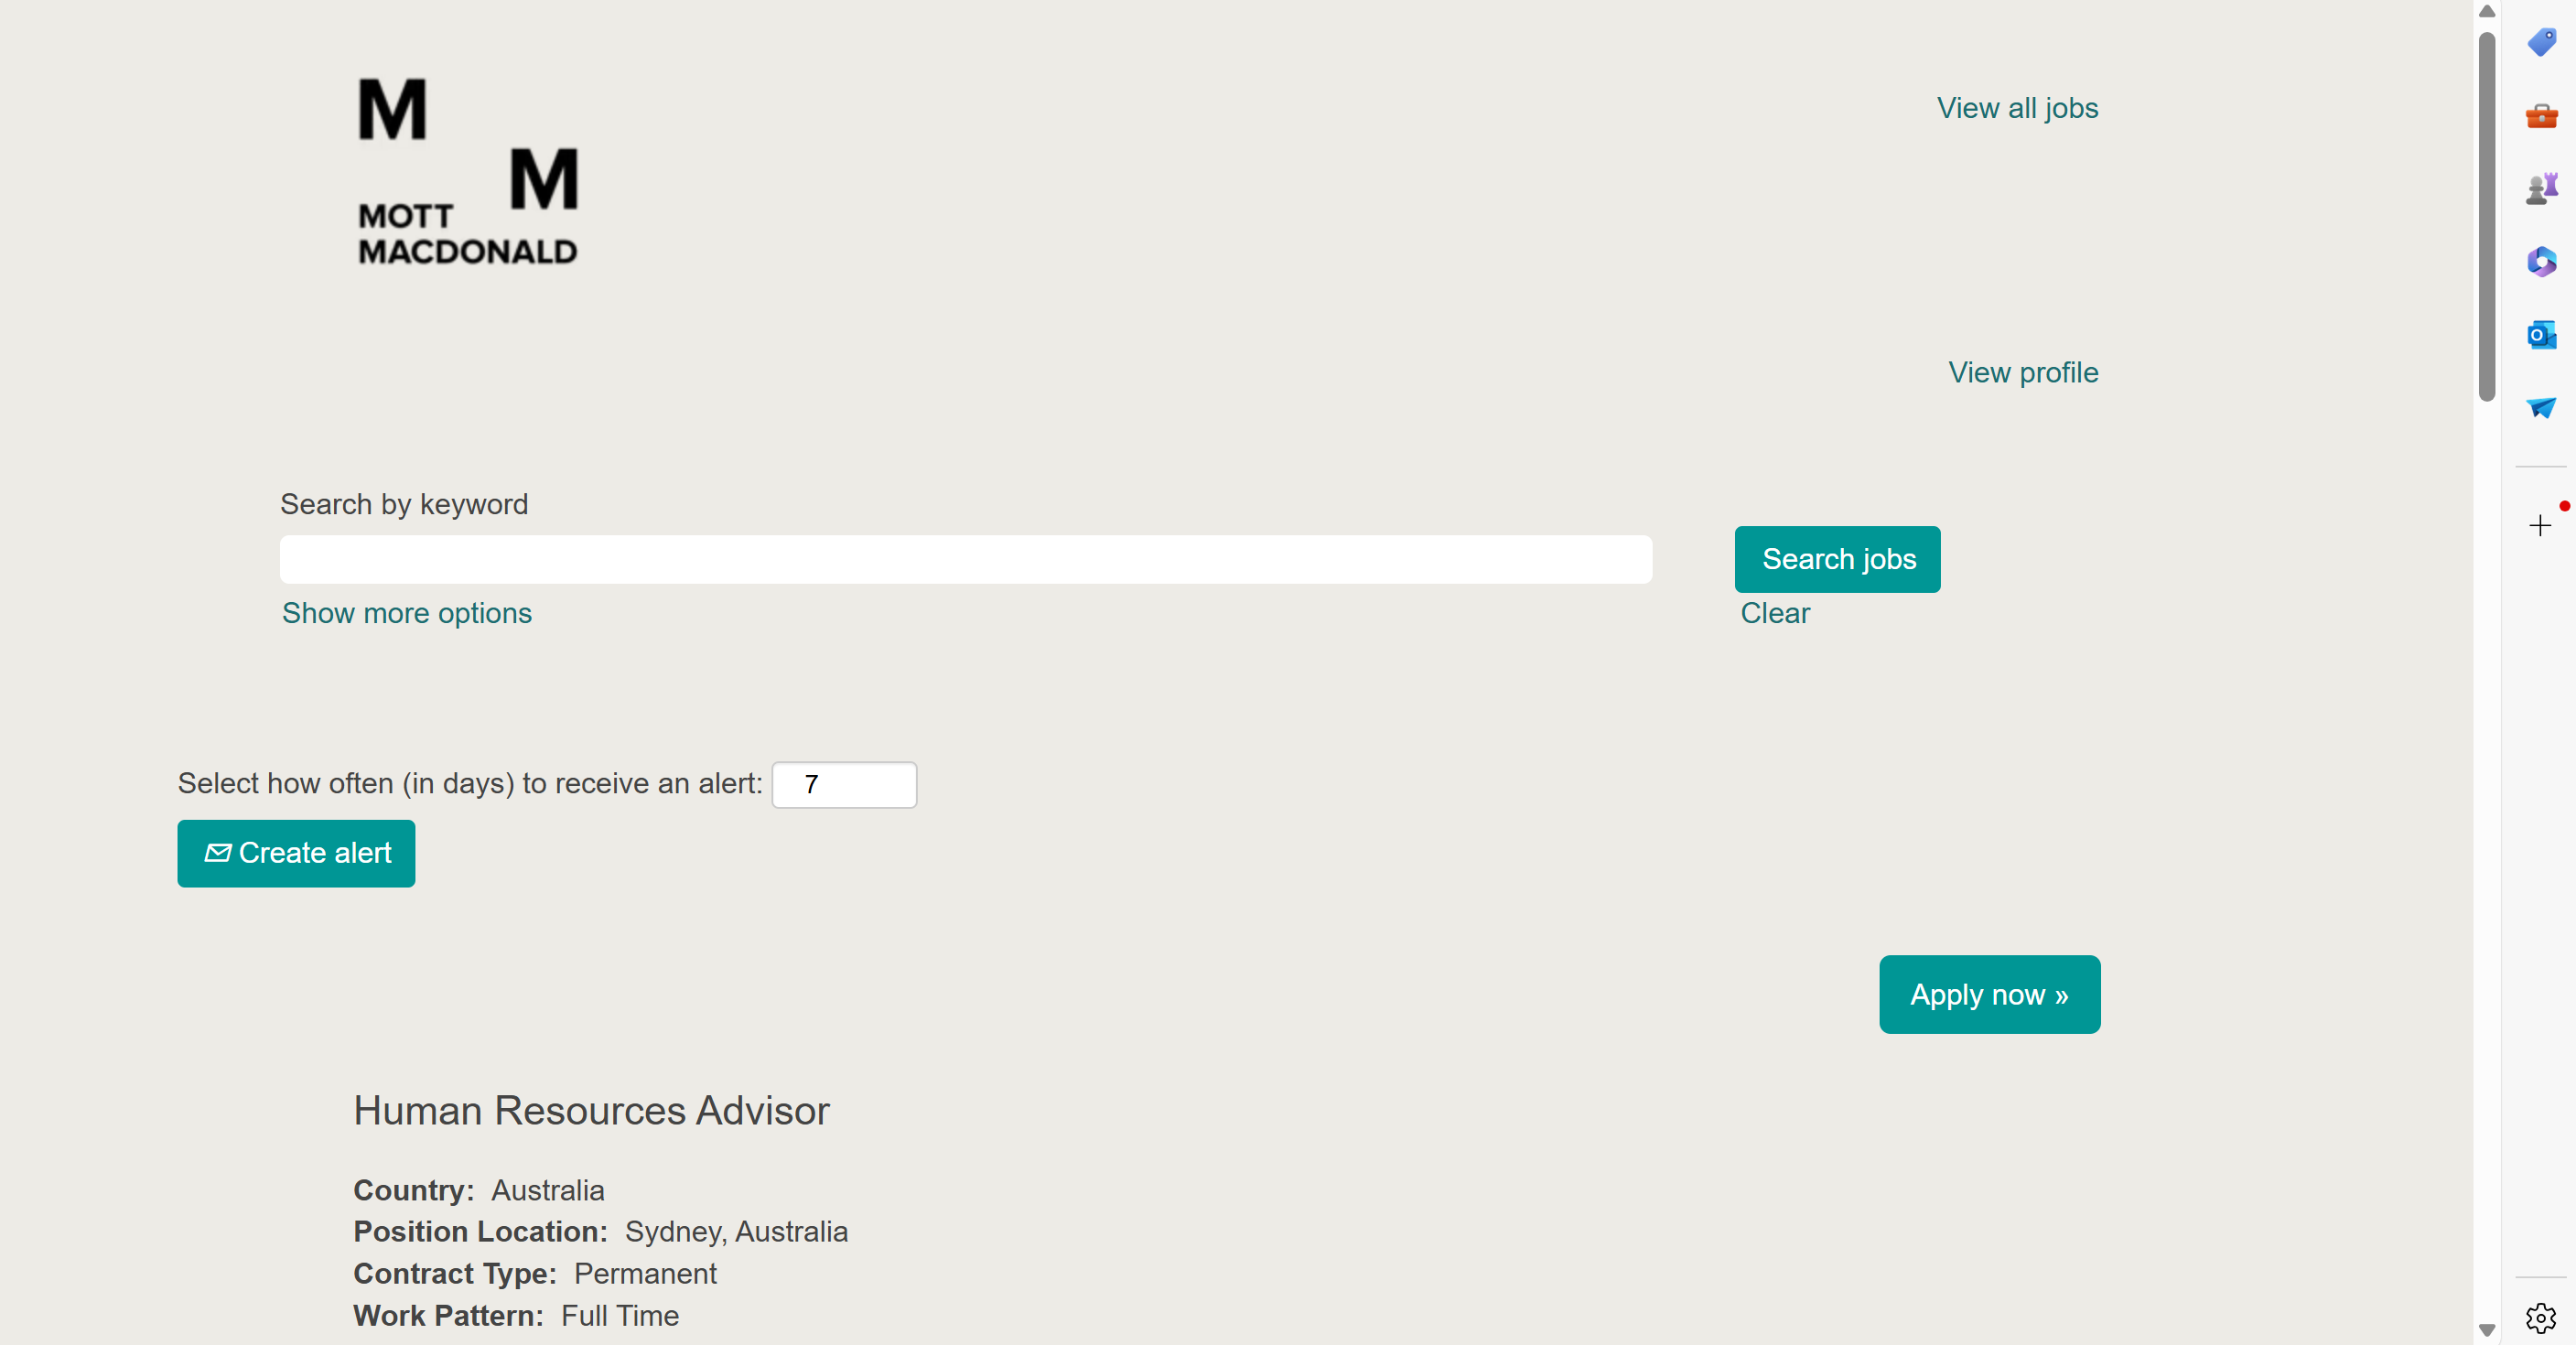 M
M
MOTT
MACDONALD
View all jobs
View profile
Search by keyword
Search jobs
Show more options
Clear
Select how often (in days) to receive an alert: 7
Create alert
Apply now »
Human Resources Advisor
Country: Australia
Position Location: Sydney, Australia
Contract Type: Permanent
Work Pattern: Full Time